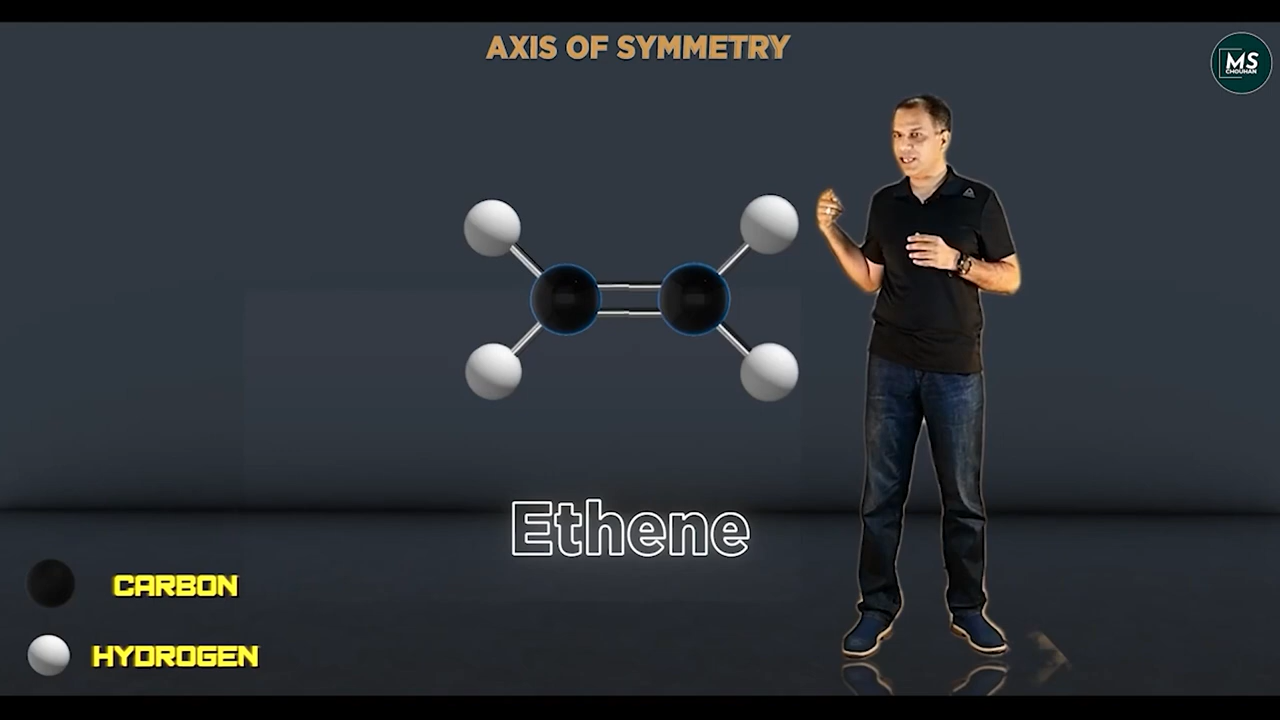 AXIS OF SYMMETRY
MS
CHOUHAN
Ethene
CARBON
HYDROGEN